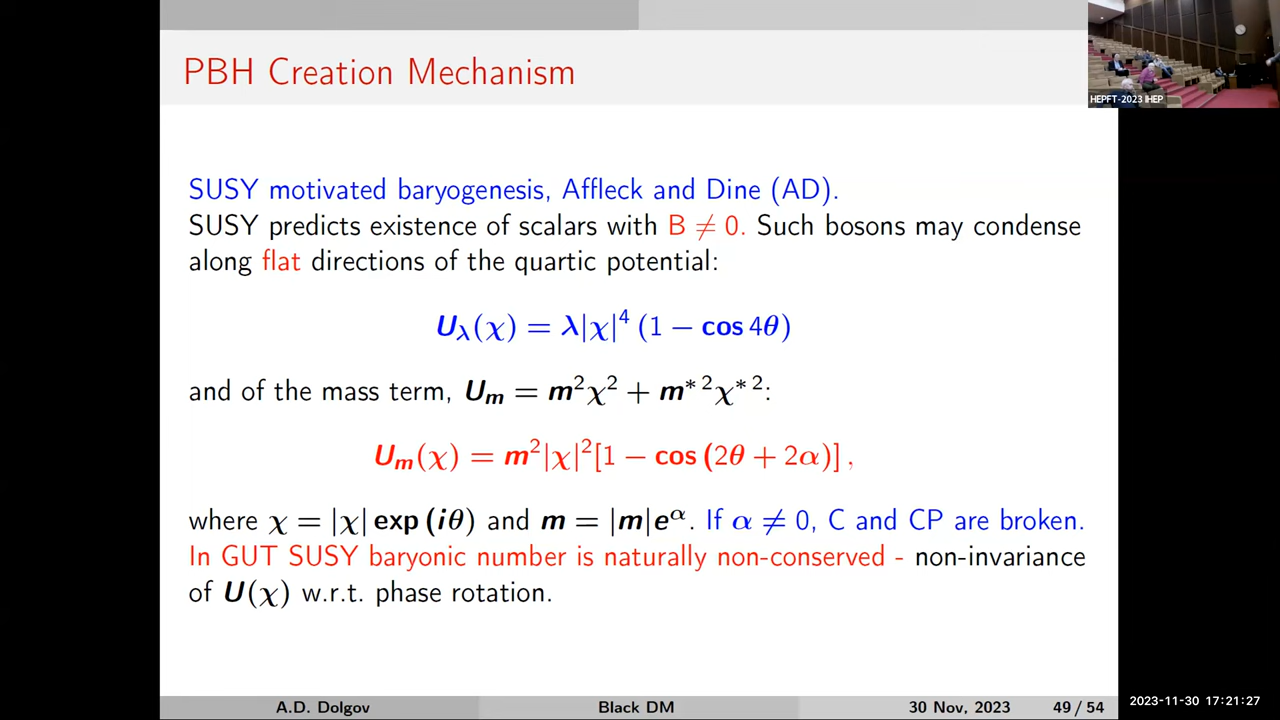 PBH Creation Mechanism
HEPFT-2023 IHEP
SUSY motivated baryogenesis, Affleck and Dine (AD).
SUSY predicts existence of scalars with B ≠ 0. Such bosons may condense
along flat directions of the quartic potential:
U_λ(χ) = λ|χ|⁴ (1 − cos 4θ)
and of the mass term, U_m = m²χ² + m*²χ*²:
U_m(χ) = m²|χ|²[1 − cos (2θ + 2α)] ,
where χ = |χ| exp (iθ) and m = |m|e^α. If α ≠ 0, C and CP are broken.
In GUT SUSY baryonic number is naturally non-conserved - non-invariance
of U(χ) w.r.t. phase rotation.
A.D. Dolgov Black DM 30 Nov, 2023 49 / 54
2023-11-30 17:21:27